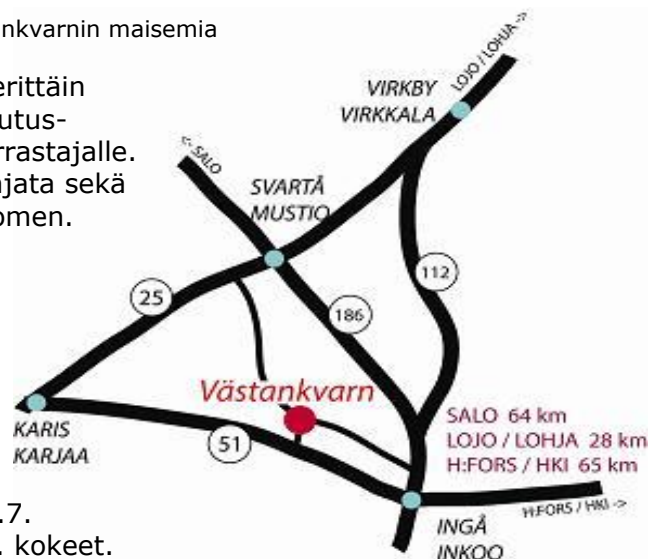 nkvarnin maisemia
erittäin
utus-
rrastajalle.
ajata sekä
omen.
LOJO / LOHJA ->
VIRKBY
VIRKKALA
<- SALO
SVARTÅ
MUSTIO
112
25
186
Västankvarn
SALO 64 km
LOJO / LOHJA 28 km
H:FORS / HKI 65 km
KARIS
KARJAA
51
H:FORS / HKI ->
INGÅ
INKOO
.7.
. kokeet.